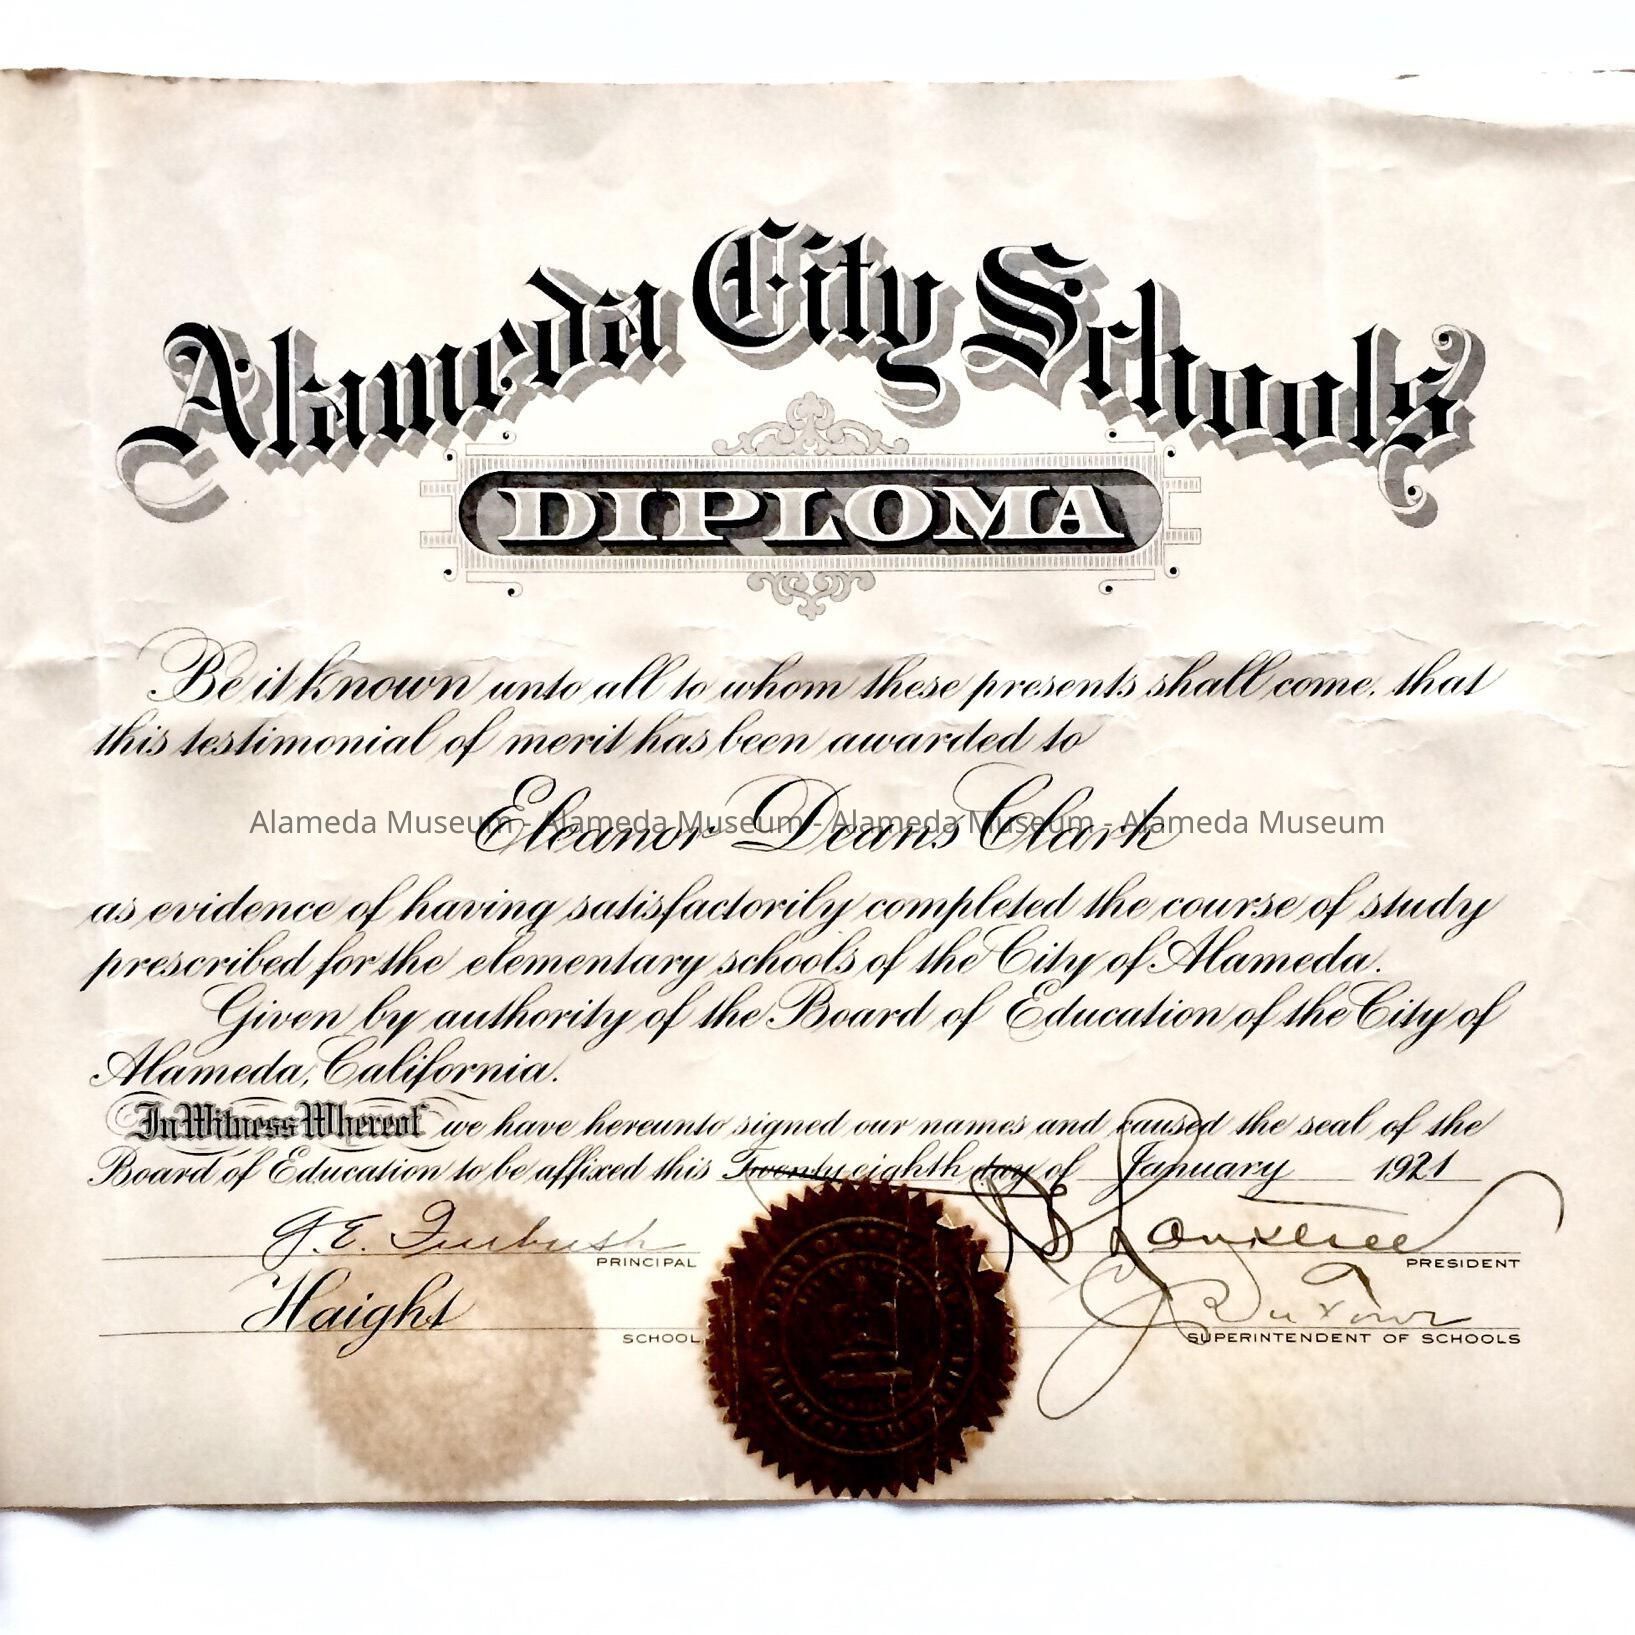 Alameda City Schools
DIPLOMA
Be it known unto all to whom these presents shall come, that
this testimonial of merit has been awarded to
Eleanor Deans Clark
Alameda Museum - Alameda Museum - Alameda Museum - Alameda Museum
as evidence of having satisfactorily completed the course of study
prescribed for the elementary schools of the City of Alameda.
Given by authority of the Board of Education of the City of
Alameda, California.
In Witness Whereof we have hereunto signed our names and caused the seal of the
Board of Education to be affixed this Twenty eighth day of January 1921
PRINCIPAL
PRESIDENT
Haight
SCHOOL
SUPERINTENDENT OF SCHOOLS